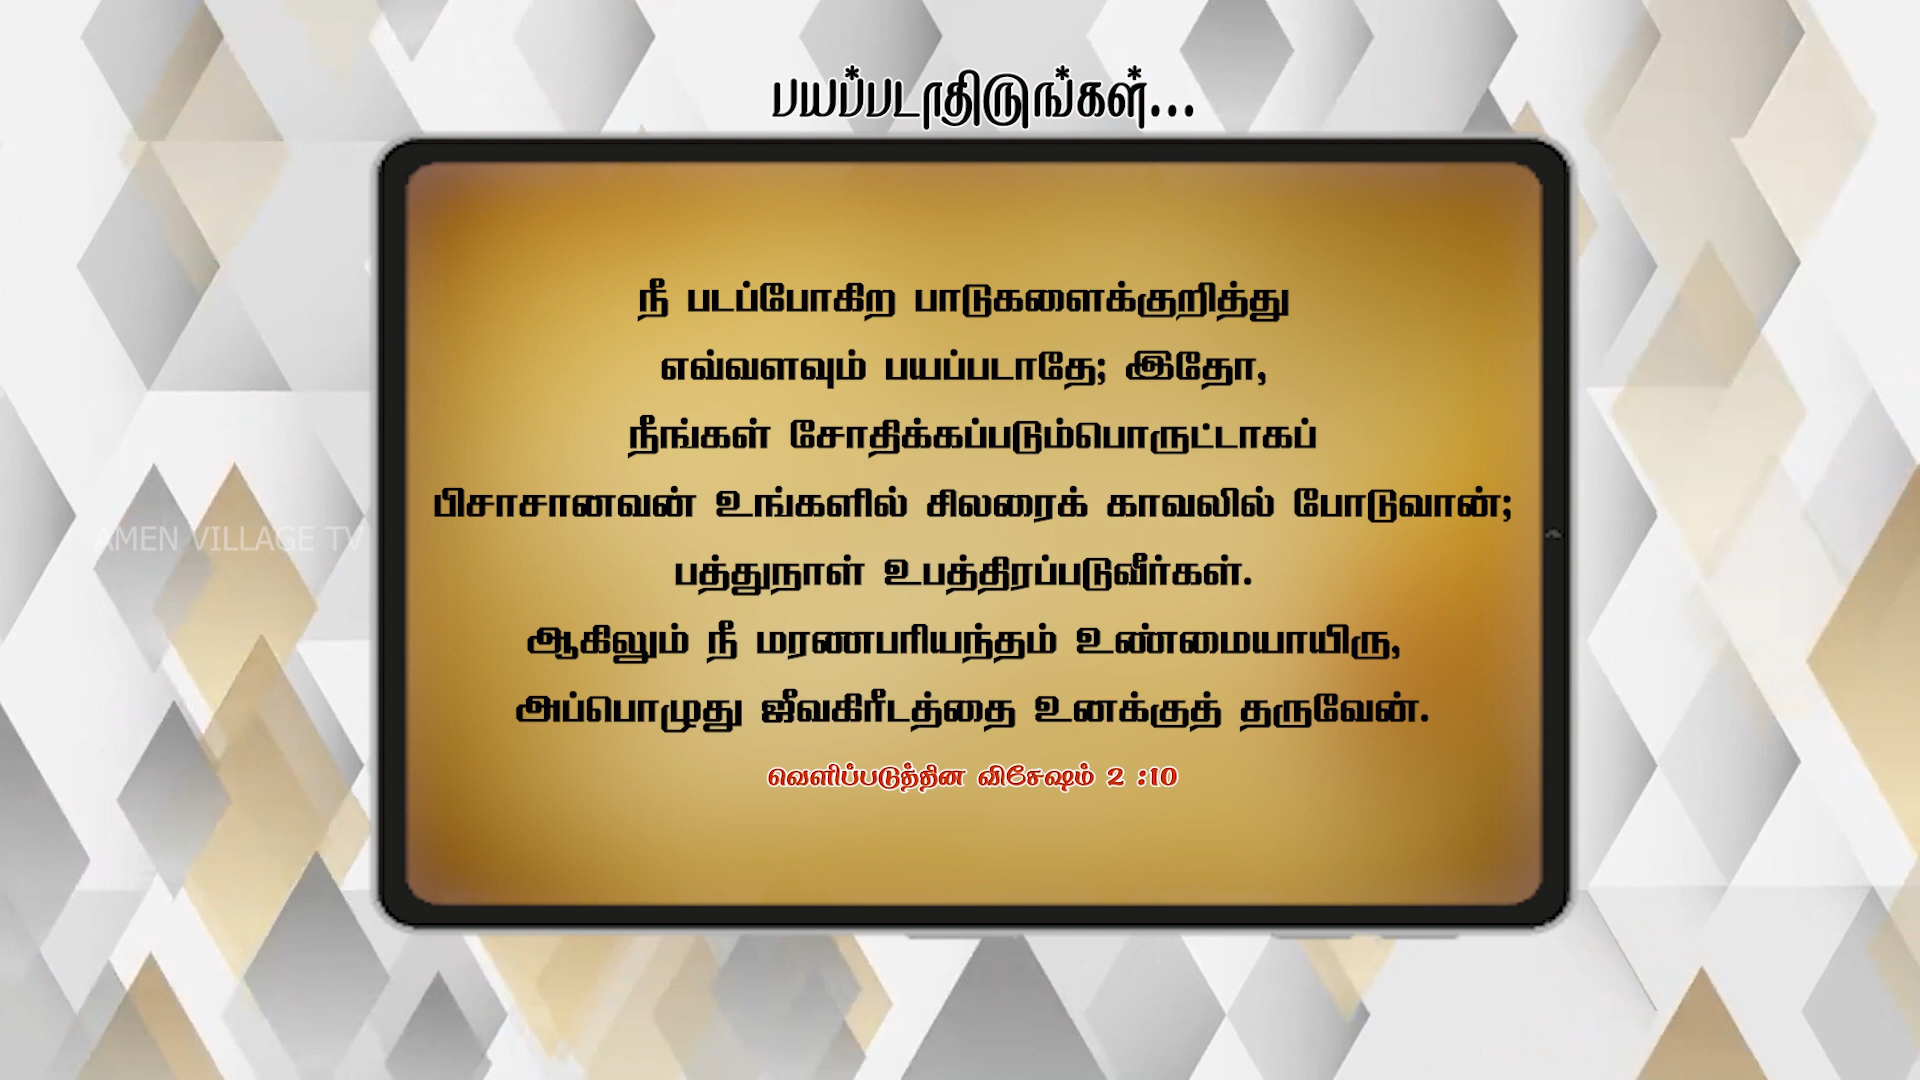 பயப்படாதிருங்கள்...
நீ படப்போகிற பாடுகளைக்குறித்து
எவ்வளவும் பயப்படாதே; இதோ,
நீங்கள் சோதிக்கப்படும்பொருட்டாகப்
பிசாசானவன் உங்களில் சிலரைக் காவலில் போடுவான்;
AMEN VILLAGE TV
பத்துநாள் உபத்திரப்படுவீர்கள்.
ஆகிலும் நீ மரணபரியந்தம் உண்மையாயிரு,
அப்பொழுது ஜீவகிரீடத்தை உனக்குத் தருவேன்.
வெளிப்படுத்தின விசேஷம் 2 :10